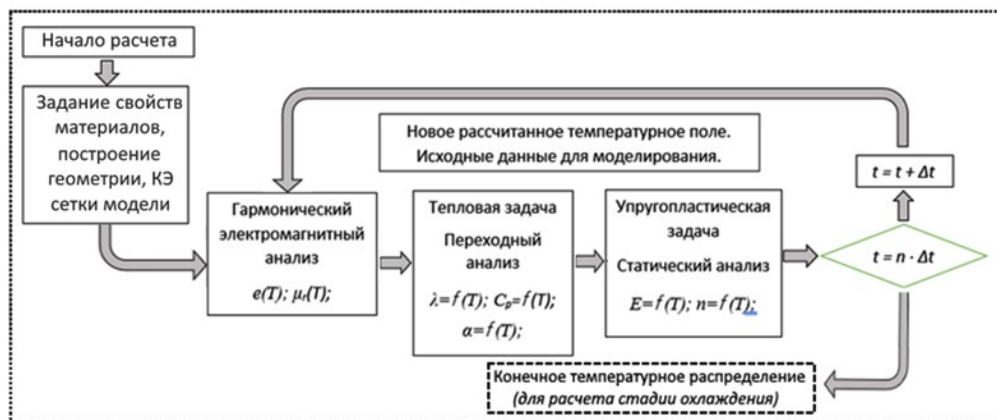 Начало расчета
Задание свойств
материалов,
построение
геометрии, КЭ
сетки модели
Новое рассчитанное температурное поле.
Исходные данные для моделирования.
t = t + Δt
Гармонический
электромагнитный
анализ
e(T); μr(T);
Тепловая задача
Переходный
анализ
λ=f(T); Cp=f(T);
α=f(T);
Упругопластическая
задача
Статический анализ
E=f(T); n=f(T);
t = n · Δt
Конечное температурное распределение
(для расчета стадии охлаждения)